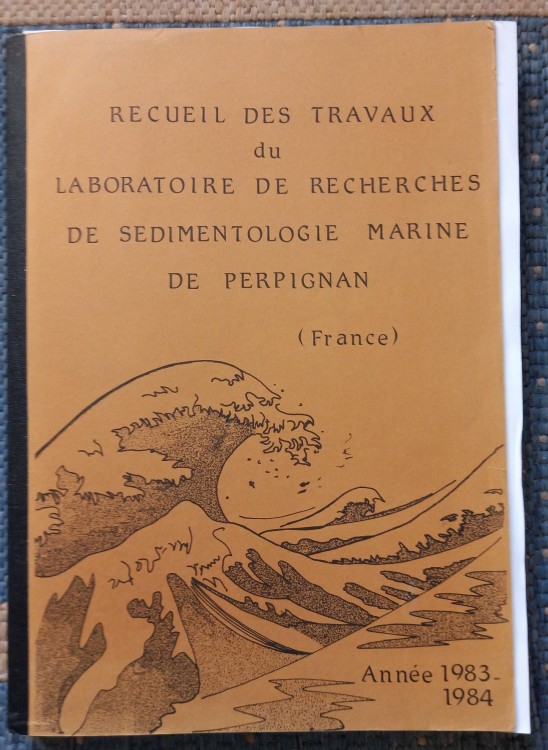 RECUEIL DES TRAVAUX
du
LABORATOIRE DE RECHERCHES
DE SEDIMENTOLOGIE MARINE
DE PERPIGNAN
(France)
Année 1983-
1984